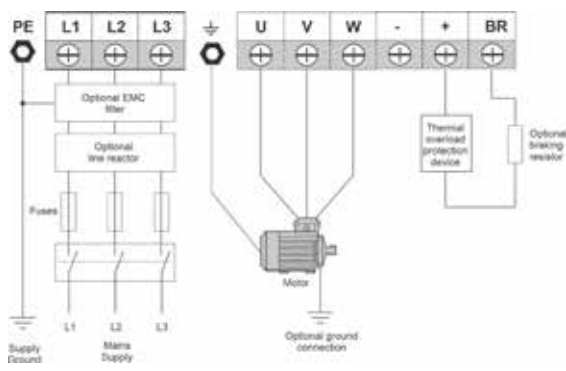 PE L1 L2 L3 U V W - + BR
Optional EMC
filter
Optional
line reactor
Fuses
L1 L2 L3
Supply
Ground
Mains
Supply
Motor
Optional ground
connection
Thermal
overload
protection
device
Optional
braking
resistor